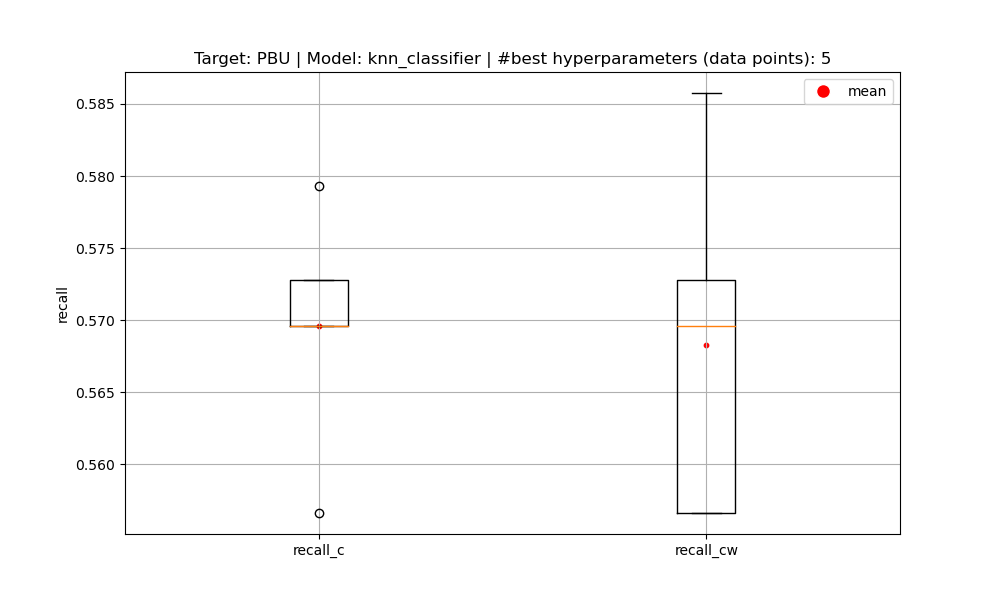 Target: PBU | Model: knn_classifier | #best hyperparameters (data points): 5
mean
0.585
0.580
0.575
0.570
0.565
0.560
recall
recall_c
recall_cw